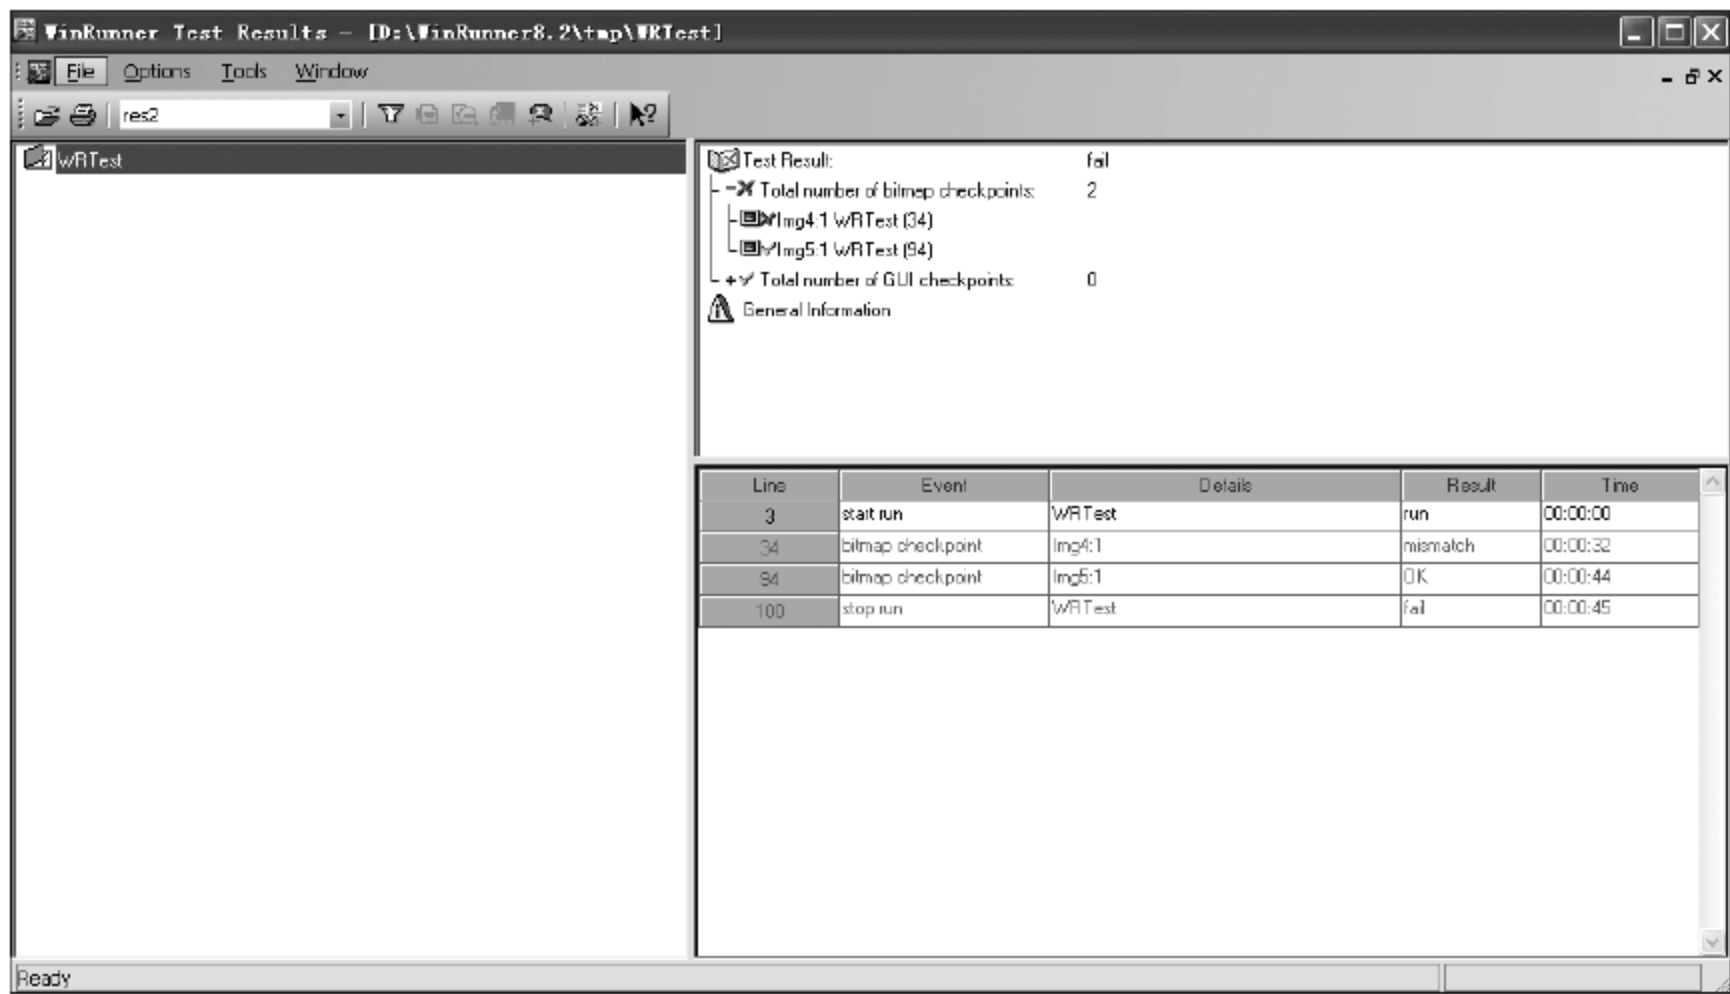 WinRunner Test Results - [D:\WinRunner8.2\tmp\WRTest]
File Options Tools Window
res2
WRTest
Test Result: fail
Total number of bitmap checkpoints: 2
Img4:1 WRTest (34)
Img5:1 WRTest (94)
Total number of GUI checkpoints: 0
General Information
Line Event Details Result Time
3 start run WRTest run 00:00:00
34 bitmap checkpoint Img4:1 mismatch 00:00:32
94 bitmap checkpoint Img5:1 OK 00:00:44
100 stop run WRTest fail 00:00:45
Ready